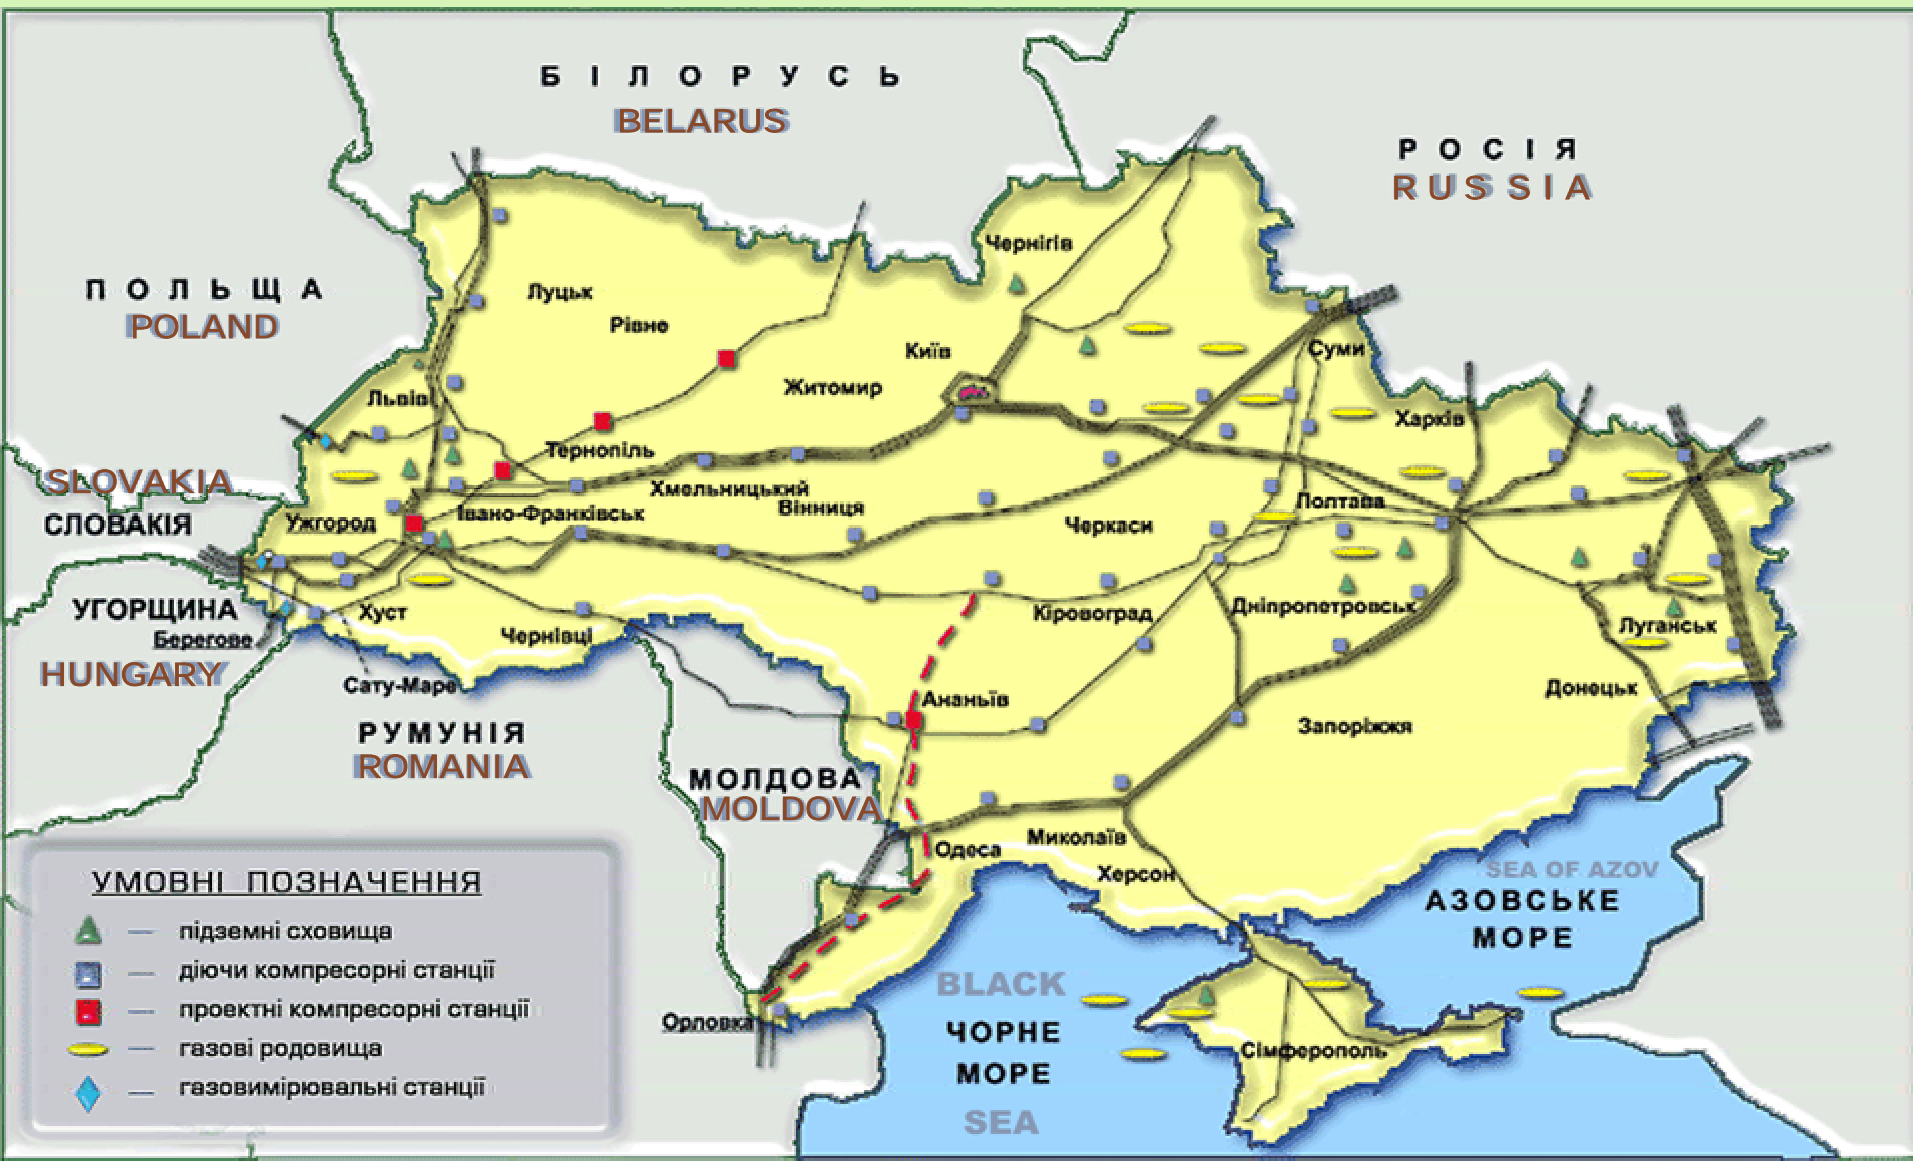 БІЛОРУСЬ
BELARUS
РОСІЯ
RUSSIA
ПОЛЬЩА
POLAND
Чернігів
Луцьк
Рівне
Київ
Суми
Житомир
Львів
Харків
Тернопіль
SLOVAKIA
СЛОВАКІЯ
Хмельницький
Вінниця
Полтава
Ужгород
Івано-Франківськ
Черкаси
УГОРЩИНА
Берегове
HUNGARY
Хуст
Чернівці
Кіровоград
Дніпропетровськ
Луганськ
Сату-Маре
Ананьїв
Донецьк
РУМУНІЯ
ROMANIA
Запоріжжя
МОЛДОВА
MOLDOVA
Миколаїв
Одеса
Херсон
SEA OF AZOV
АЗОВСЬКЕ
МОРЕ
BLACK
ЧОРНЕ
МОРЕ
SEA
Орловка
Сімферополь
УМОВНІ ПОЗНАЧЕННЯ
— підземні сховища
— діючи компресорні станції
— проектні компресорні станції
— газові родовища
— газовимірювальні станції